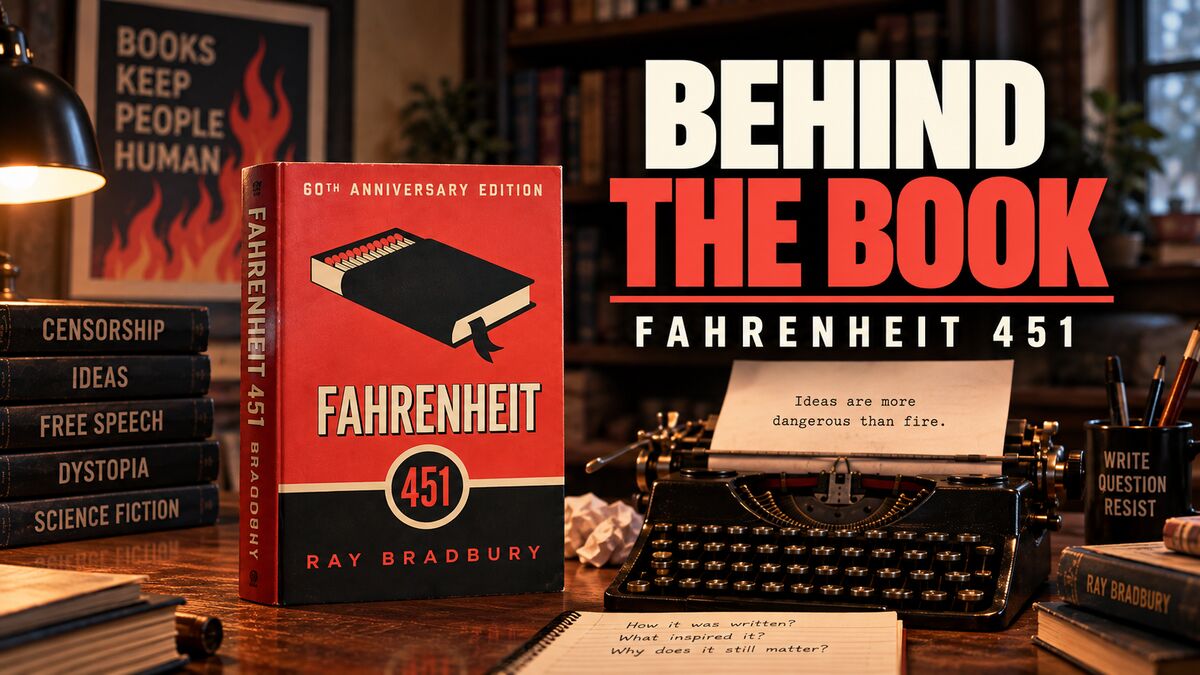 BOOKS
KEEP
PEOPLE
HUMAN
BEHIND
THE BOOK
FAHRENHEIT 451
60TH ANNIVERSARY EDITION
FAHRENHEIT
451
RAY BRADBURY
FAHRENHEIT 451 BRADBHY
CENSORSHIP
IDEAS
FREE SPEECH
DYSTOPIA
SCIENCE FICTION
Ideas are more
dangerous than fire.
WRITE
QUESTION
RESIST
RAY BRADBURY
How it was written?
What inspired it?
Why does it still matter?